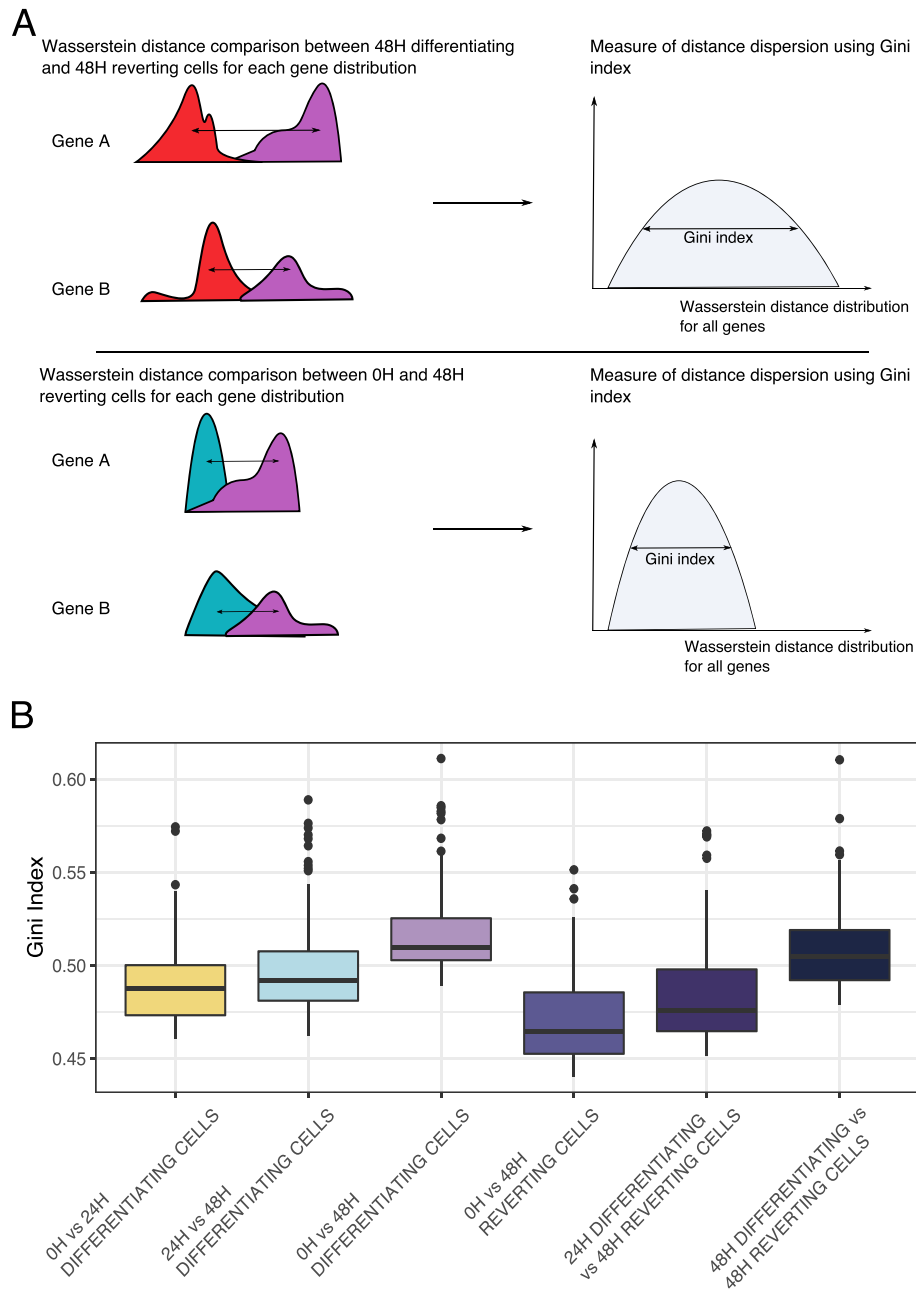 A
Wasserstein distance comparison between 48H differentiating
and 48H reverting cells for each gene distribution
Measure of distance dispersion using Gini
index
Gene A
Gene B
Gini index
Wasserstein distance distribution
for all genes
Wasserstein distance comparison between 0H and 48H
reverting cells for each gene distribution
Measure of distance dispersion using Gini
index
Gene A
Gene B
Gini index
Wasserstein distance distribution
for all genes
B
Gini Index
0.60
0.55
0.50
0.45
0H vs 24H
DIFFERENTIATING CELLS
24H vs 48H
DIFFERENTIATING CELLS
0H vs 48H
DIFFERENTIATING CELLS
0H vs 48H
REVERTING CELLS
24H DIFFERENTIATING
vs 48H REVERTING CELLS
48H DIFFERENTIATING vs
48H REVERTING CELLS